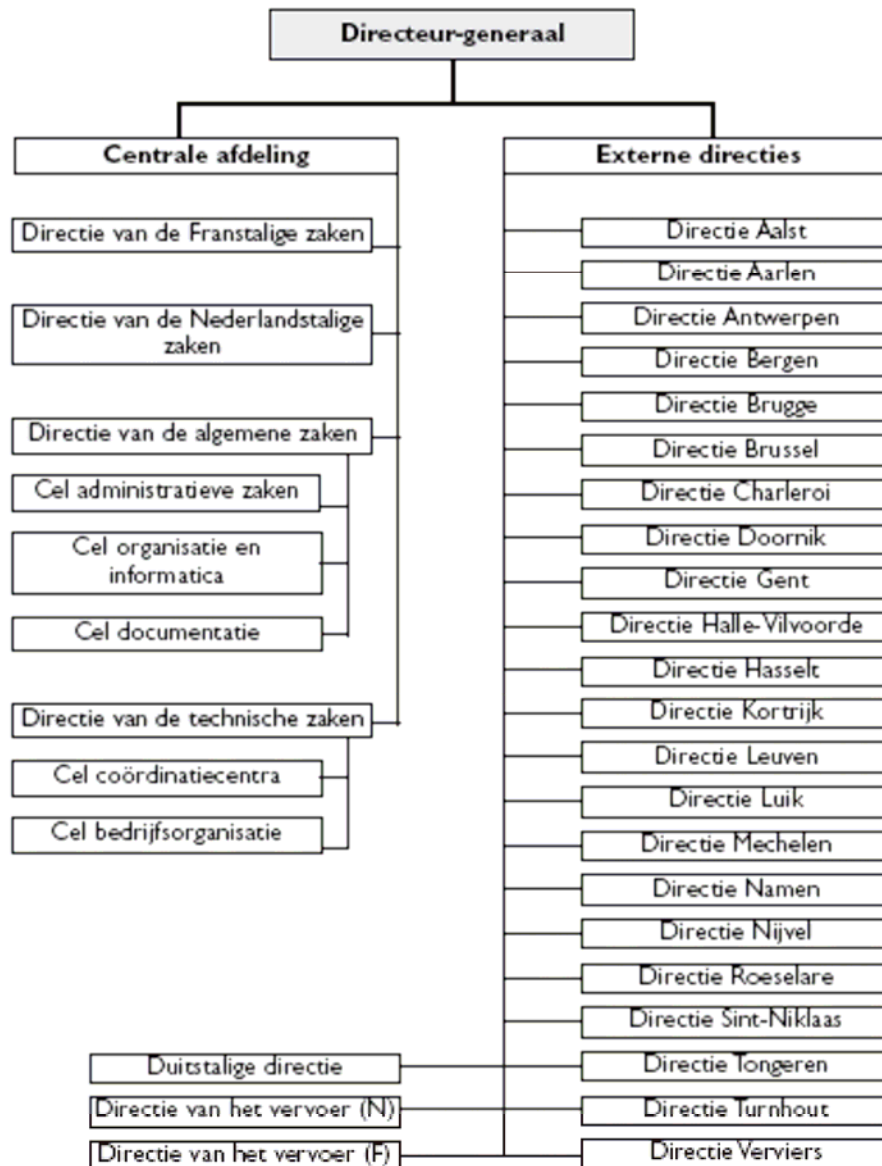 Directeur-generaal
Centrale afdeling
Directie van de Franstalige zaken
Directie van de Nederlandstalige
zaken
Directie van de algemene zaken
Cel administratieve zaken
Cel organisatie en
informatica
Cel documentatie
Directie van de technische zaken
Cel coördinatiecentra
Cel bedrijfsorganisatie
Externe directies
Directie Aalst
Directie Aarlen
Directie Antwerpen
Directie Bergen
Directie Brugge
Directie Brussel
Directie Charleroi
Directie Doornik
Directie Gent
Directie Halle-Vilvoorde
Directie Hasselt
Directie Kortrijk
Directie Leuven
Directie Luik
Directie Mechelen
Directie Namen
Directie Nijvel
Directie Roeselare
Directie Sint-Niklaas
Directie Tongeren
Directie Turnhout
Directie Verviers
Duitstalige directie
Directie van het vervoer (N)
Directie van het vervoer (F)